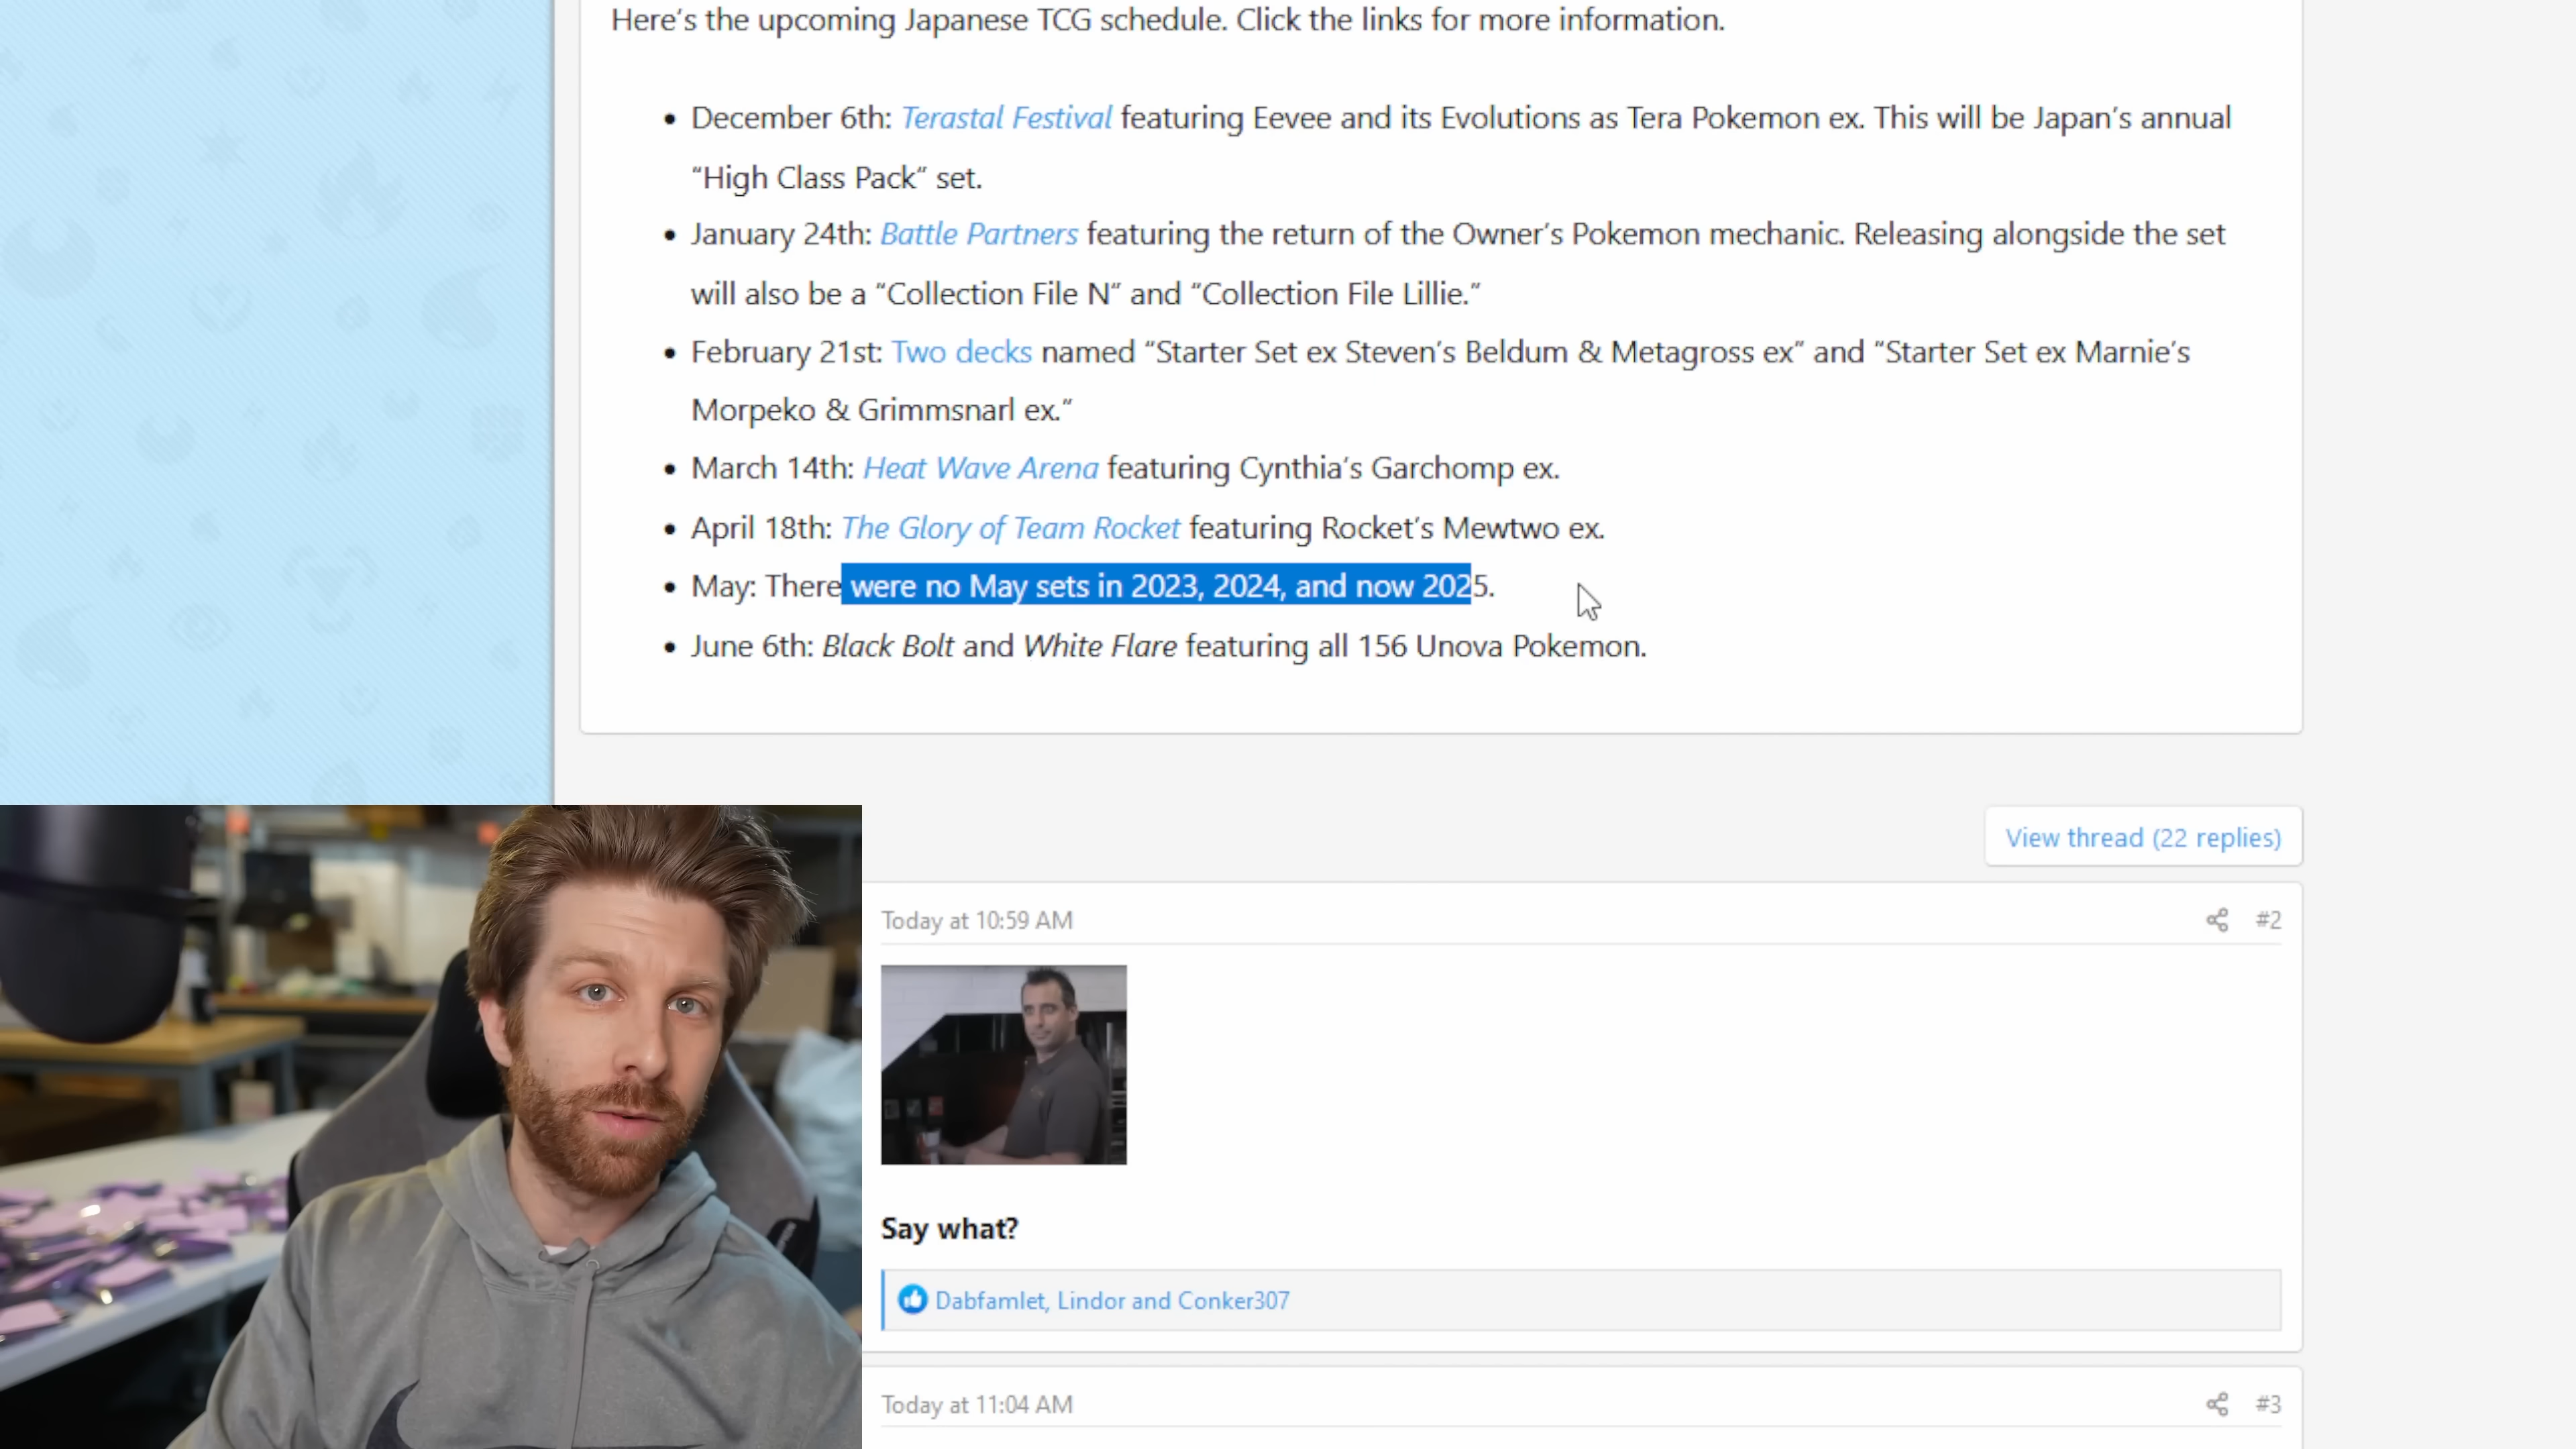 Here's the upcoming Japanese TCG schedule. Click the links for more information.
• December 6th: Terastal Festival featuring Eevee and its Evolutions as Tera Pokemon ex. This will be Japan's annual
“High Class Pack” set.
• January 24th: Battle Partners featuring the return of the Owner's Pokemon mechanic. Releasing alongside the set
will also be a “Collection File N” and “Collection File Lillie.”
• February 21st: Two decks named “Starter Set ex Steven's Beldum & Metagross ex” and “Starter Set ex Marnie's
Morpeko & Grimmsnarl ex.”
• March 14th: Heat Wave Arena featuring Cynthia's Garchomp ex.
• April 18th: The Glory of Team Rocket featuring Rocket's Mewtwo ex.
• May: There were no May sets in 2023, 2024, and now 2025.
• June 6th: Black Bolt and White Flare featuring all 156 Unova Pokemon.
View thread (22 replies)
Today at 10:59 AM
#2
Say what?
Dabfamlet, Lindor and Conker307
Today at 11:04 AM
#3